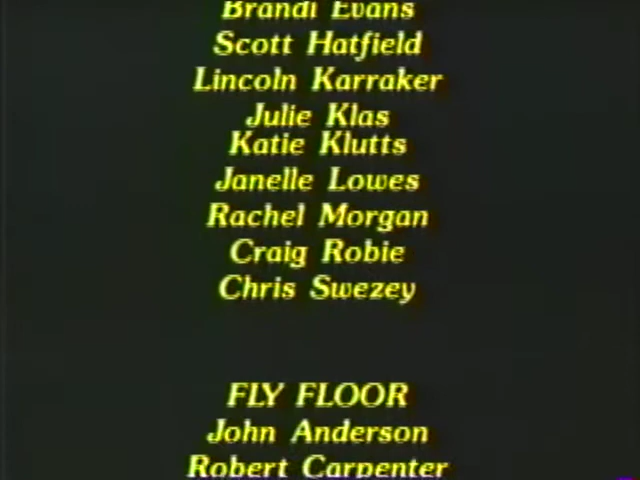 Brandi Evans
Scott Hatfield
Lincoln Karraker
Julie Klas
Katie Klutts
Janelle Lowes
Rachel Morgan
Craig Robie
Chris Swezey
FLY FLOOR
John Anderson
Robert Carpenter